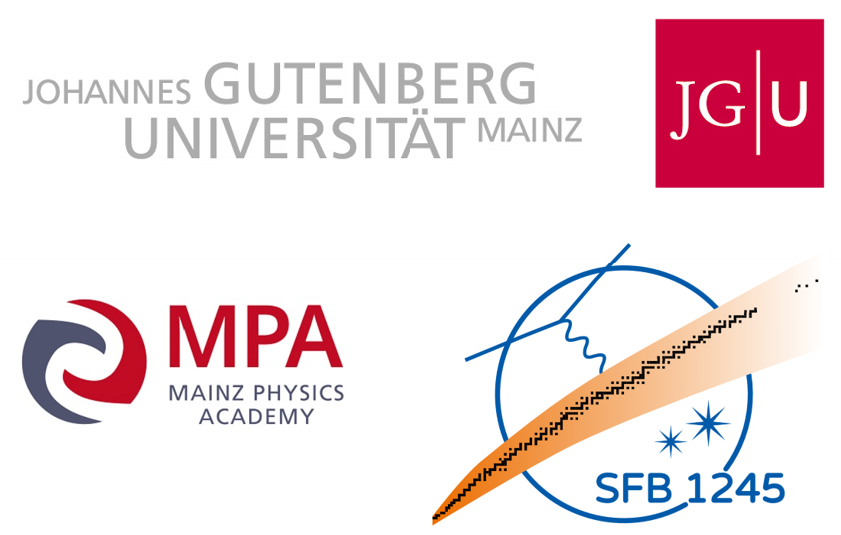 JOHANNES GUTENBERG
UNIVERSITÄT MAINZ
JG|U
MPA
MAINZ PHYSICS
ACADEMY
SFB 1245